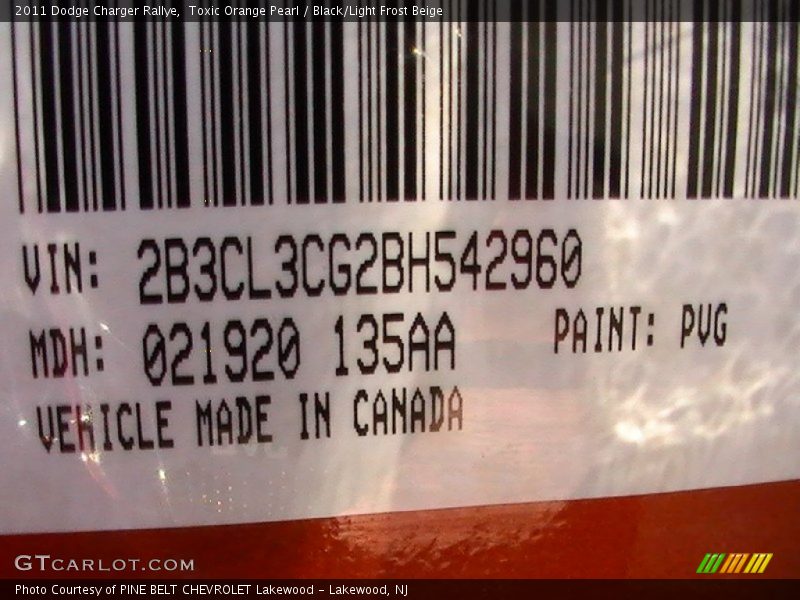 2011 Dodge Charger Rallye, Toxic Orange Pearl / Black/Light Frost Beige
VIN: 2B3CL3CG2BH542960
MDH: 021920 135AA PAINT: PVG
VEHICLE MADE IN CANADA
GTCARLOT.COM
Photo Courtesy of PINE BELT CHEVROLET Lakewood - Lakewood, NJ